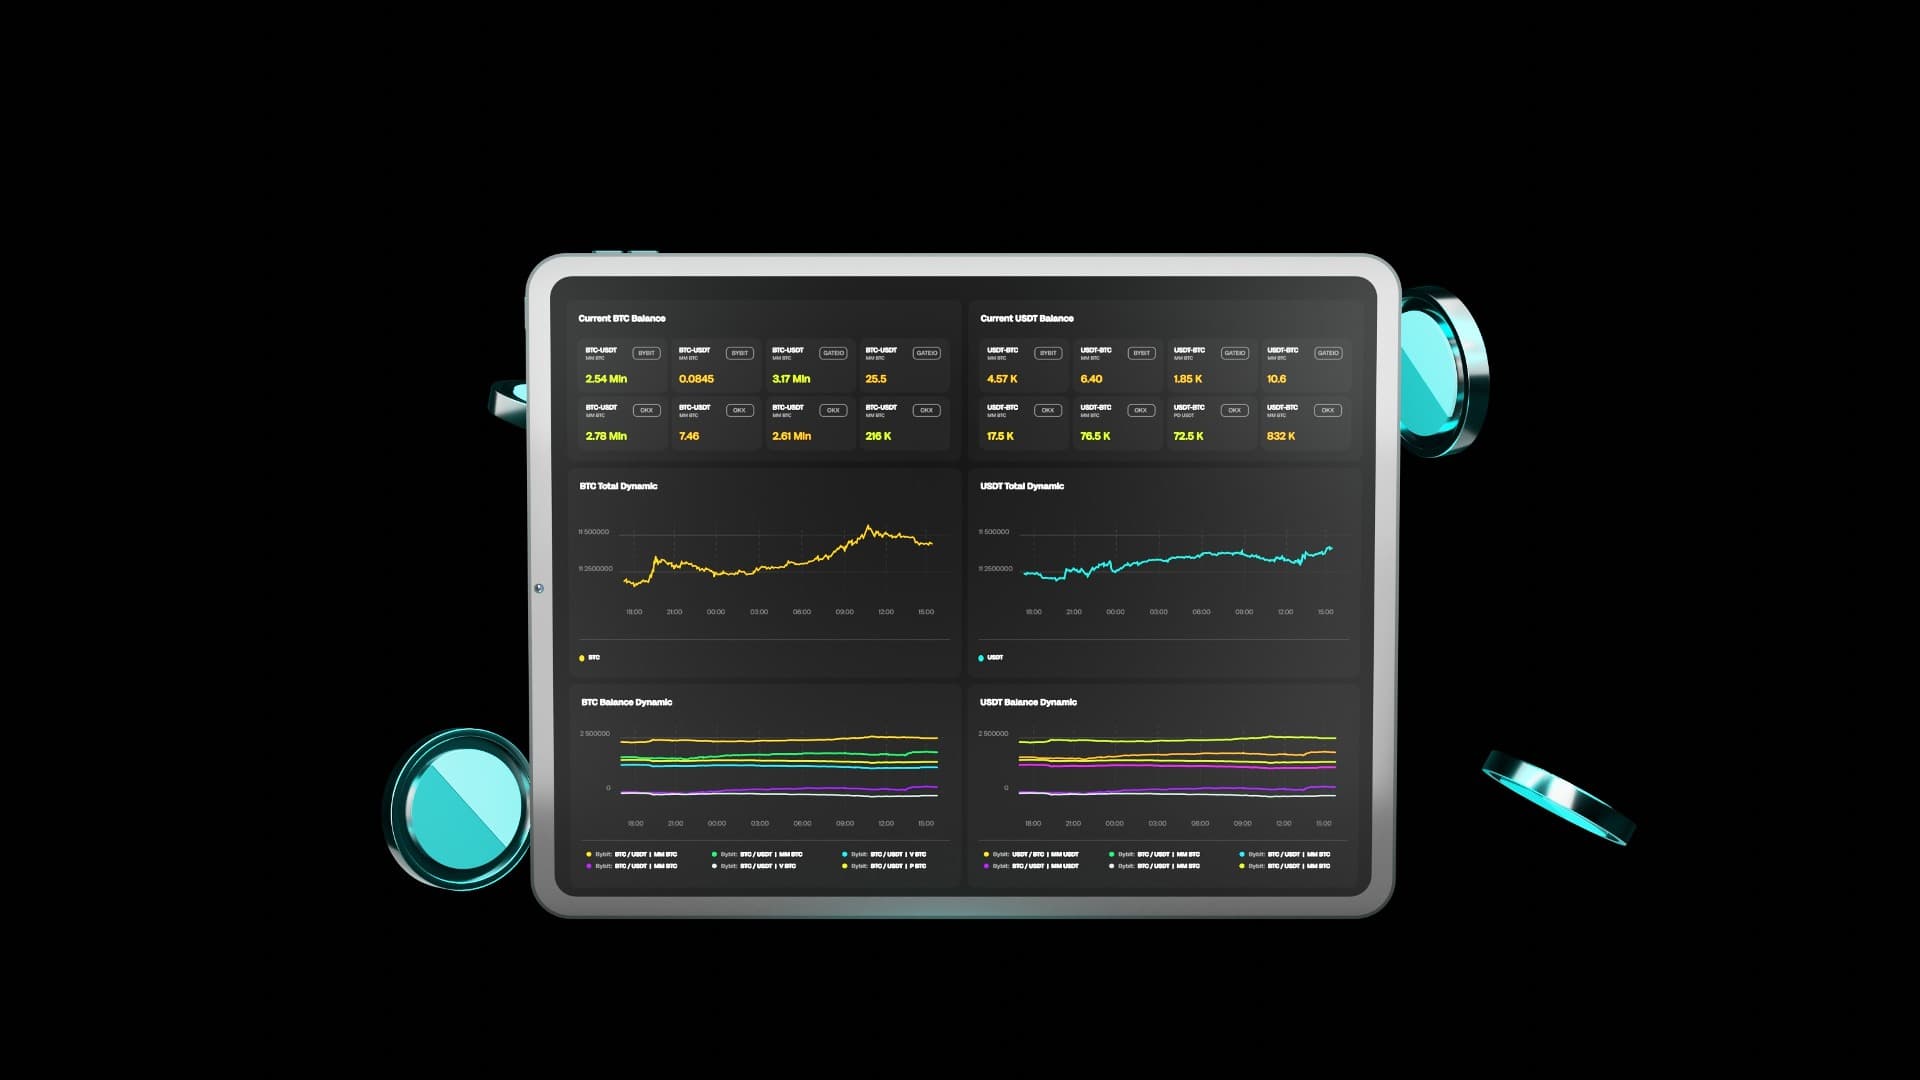 Current BTC Balance
BTC-USDT BYBIT BTC-USDT BYBIT BTC-USDT GATEIO BTC-USDT GATEIO
MM BTC MM BTC MM BTC MM BTC
2.54 Mln 0.0845 3.17 Mln 25.5
BTC-USDT OKX BTC-USDT OKX BTC-USDT OKX BTC-USDT OKX
MM BTC MM BTC MM BTC MM BTC
2.78 Mln 7.46 2.61 Mln 216 K
Current USDT Balance
USDT-BTC BYBIT USDT-BTC BYBIT USDT-BTC GATEIO USDT-BTC GATEIO
MM BTC MM BTC MM BTC MM BTC
4.57 K 6.40 1.85 K 10.6
USDT-BTC OKX USDT-BTC OKX USDT-BTC OKX USDT-BTC OKX
MM BTC MM BTC PD USDT MM BTC
17.5 K 76.5 K 72.5 K 832 K
BTC Total Dynamic
11 500000
11 2500000
18:00 21:00 00:00 03:00 06:00 09:00 12:00 15:00
BTC
USDT Total Dynamic
11 500000
11 2500000
18:00 21:00 00:00 03:00 06:00 09:00 12:00 15:00
USDT
BTC Balance Dynamic
2 500000
0
18:00 21:00 00:00 03:00 06:00 09:00 12:00 15:00
Bybit: BTC / USDT | MM BTC Bybit: BTC / USDT | MM BTC Bybit: BTC / USDT | V BTC
Bybit: BTC / USDT | MM BTC Bybit: BTC / USDT | V BTC Bybit: BTC / USDT | P BTC
USDT Balance Dynamic
2 500000
0
18:00 21:00 00:00 03:00 06:00 09:00 12:00 15:00
Bybit: USDT / BTC | MM USDT Bybit: BTC / USDT | MM BTC Bybit: BTC / USDT | MM BTC
Bybit: BTC / USDT | MM USDT Bybit: BTC / USDT | MM BTC Bybit: BTC / USDT | MM BTC